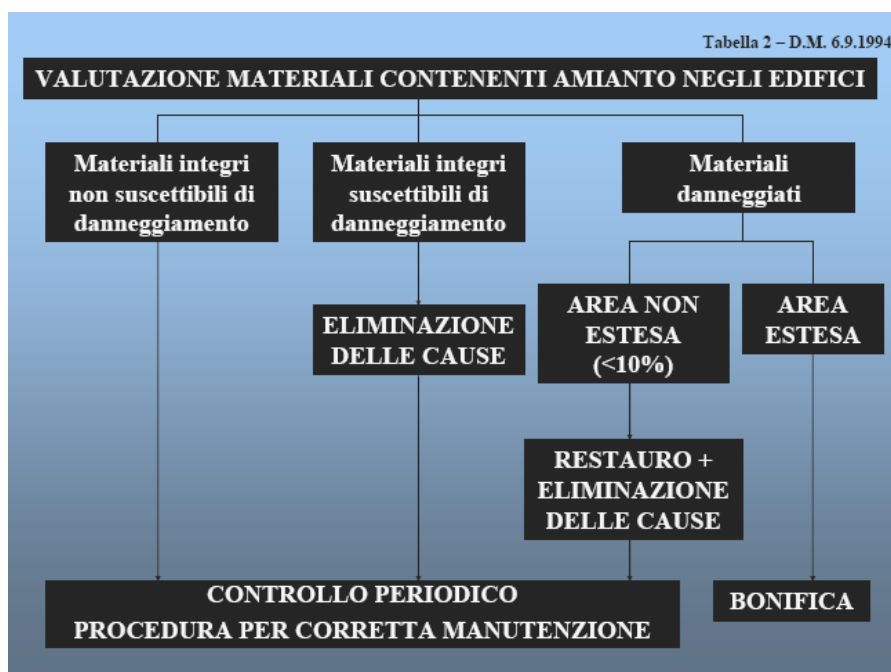 Tabella 2 – D.M. 6.9.1994
VALUTAZIONE MATERIALI CONTENENTI AMIANTO NEGLI EDIFICI
Materiali integri
non suscettibili di
danneggiamento
Materiali integri
suscettibili di
danneggiamento
Materiali
danneggiati
ELIMINAZIONE
DELLE CAUSE
AREA NON
ESTESA
(<10%)
AREA
ESTESA
RESTAURO +
ELIMINAZIONE
DELLE CAUSE
CONTROLLO PERIODICO
PROCEDURA PER CORRETTA MANUTENZIONE
BONIFICA